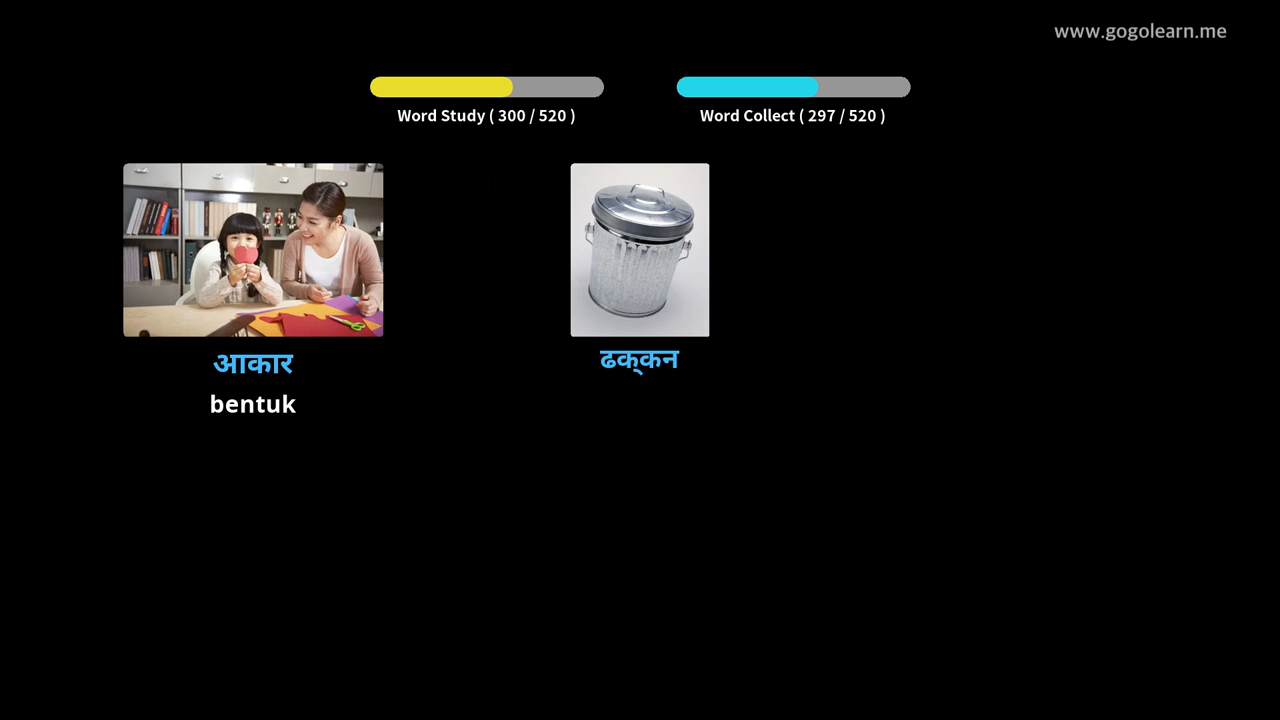 www.gogolearn.me
Word Study ( 300 / 520 )
Word Collect ( 297 / 520 )
आकार
ढक्‌कन
bentuk